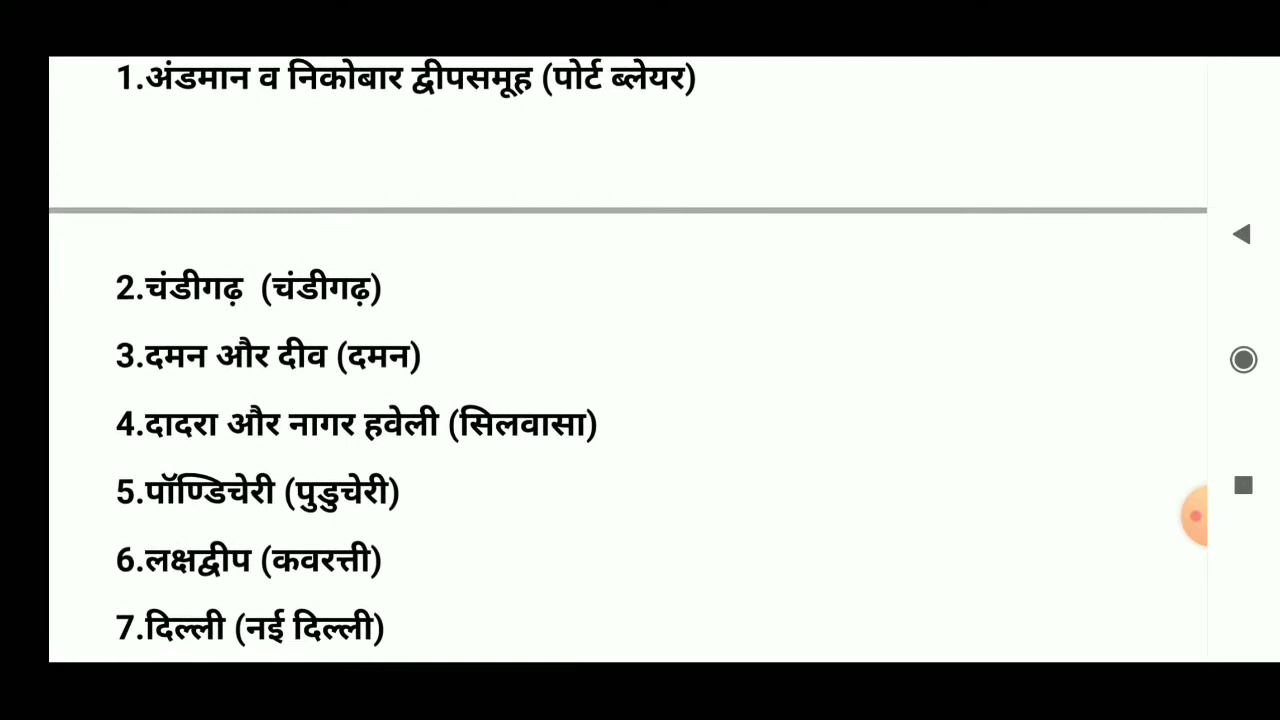 1.अंडमान व निकोबार द्वीपसमूह (पोर्ट ब्लेयर)
2.चंडीगढ़  (चंडीगढ़)
3.दमन और दीव (दमन)
4.दादरा और नागर हवेली (सिलवासा)
5.पॉण्डिचेरी (पुडुचेरी)
6.लक्षद्वीप (कवरत्ती)
7.दिल्ली (नई दिल्ली)